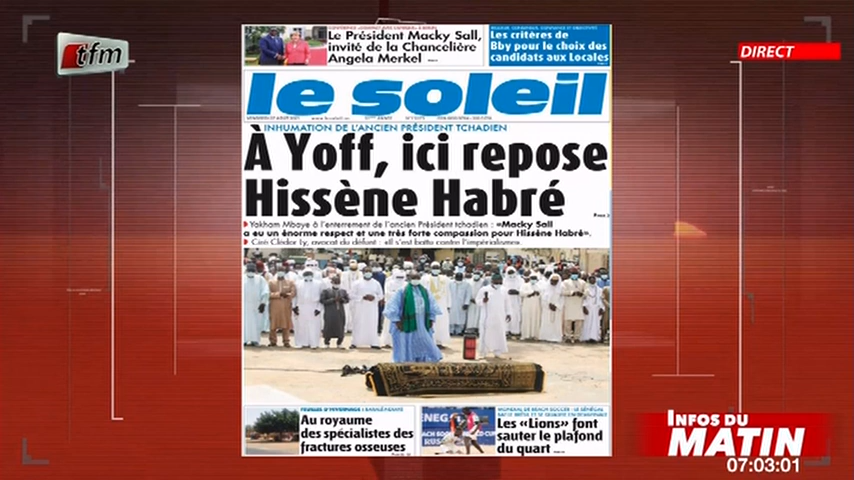 tfm
DIRECT
Le Président Macky Sall,
invité de la Chancelière
Angela Merkel
Les critères de
Bby pour le choix des
candidats aux Locales
le soleil
INHUMATION DE L'ANCIEN PRÉSIDENT TCHADIEN
À Yoff, ici repose
Hissène Habré
Yakham Mbaye à l'enterrement de l'ancien Président tchadien : «Macky Sall
a eu un énorme respect et une très forte compassion pour Hissène Habré».
Ciré Clédor Ly, avocat du défunt : «Il s'est battu contre l'impérialisme».
Au royaume
des spécialistes des
fractures osseuses
Les «Lions» font
sauter le plafond
du quart
INFOS DU
MATIN
07:03:01